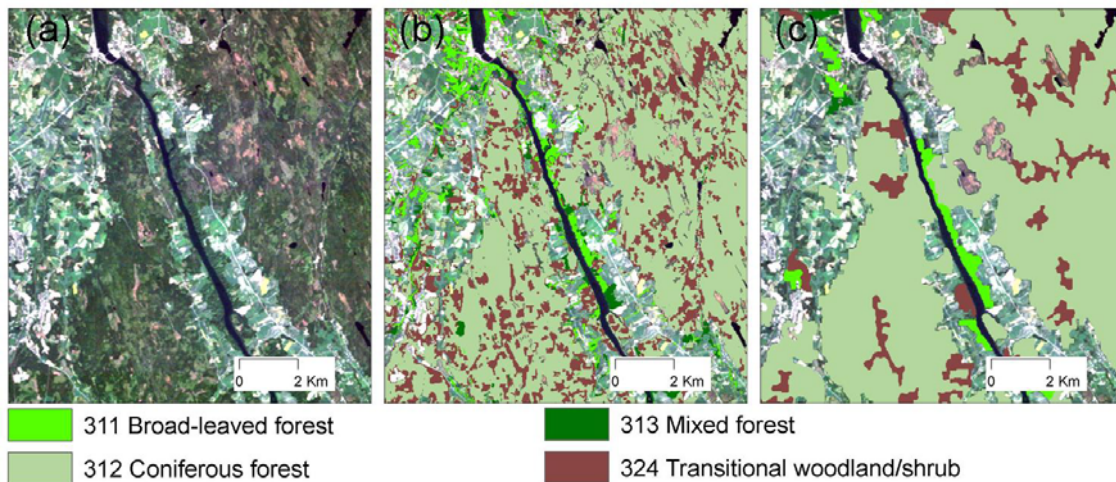 (a) (b) (c)
0 2 Km 0 2 Km 0 2 Km
311 Broad-leaved forest 313 Mixed forest
312 Coniferous forest 324 Transitional woodland/shrub